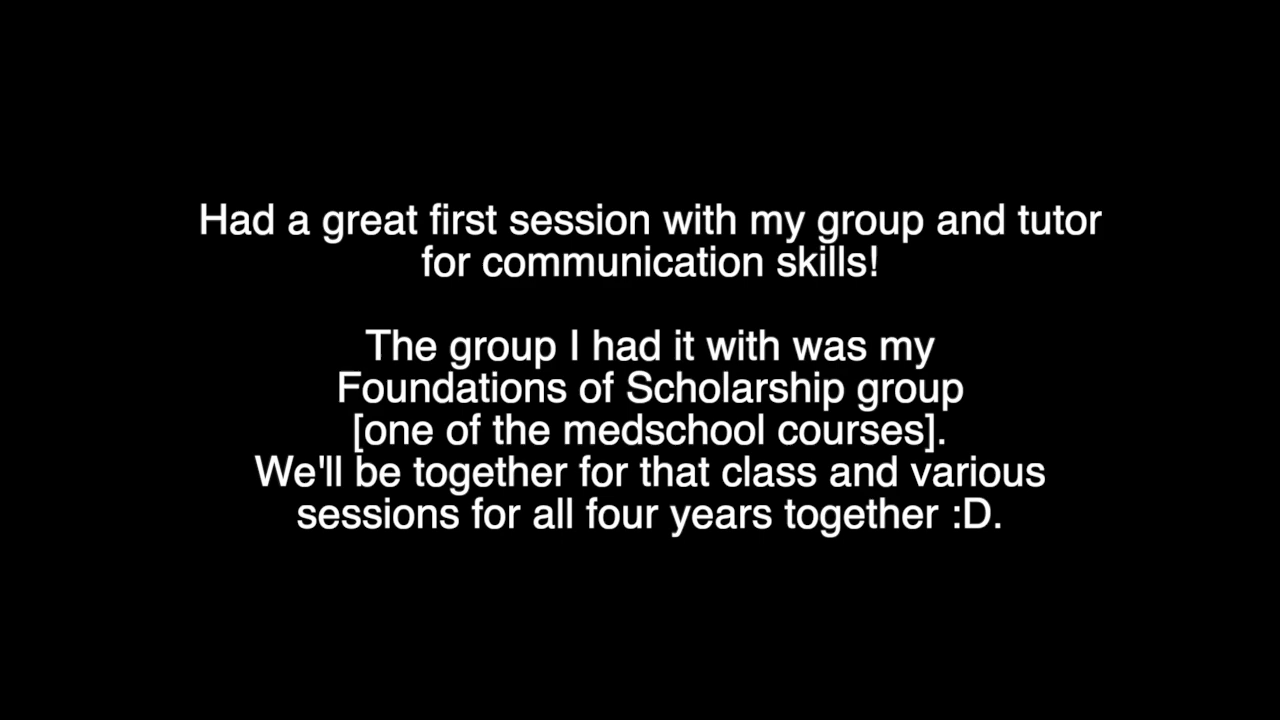 Had a great first session with my group and tutor
for communication skills!
The group I had it with was my
Foundations of Scholarship group
[one of the medschool courses].
We'll be together for that class and various
sessions for all four years together :D.